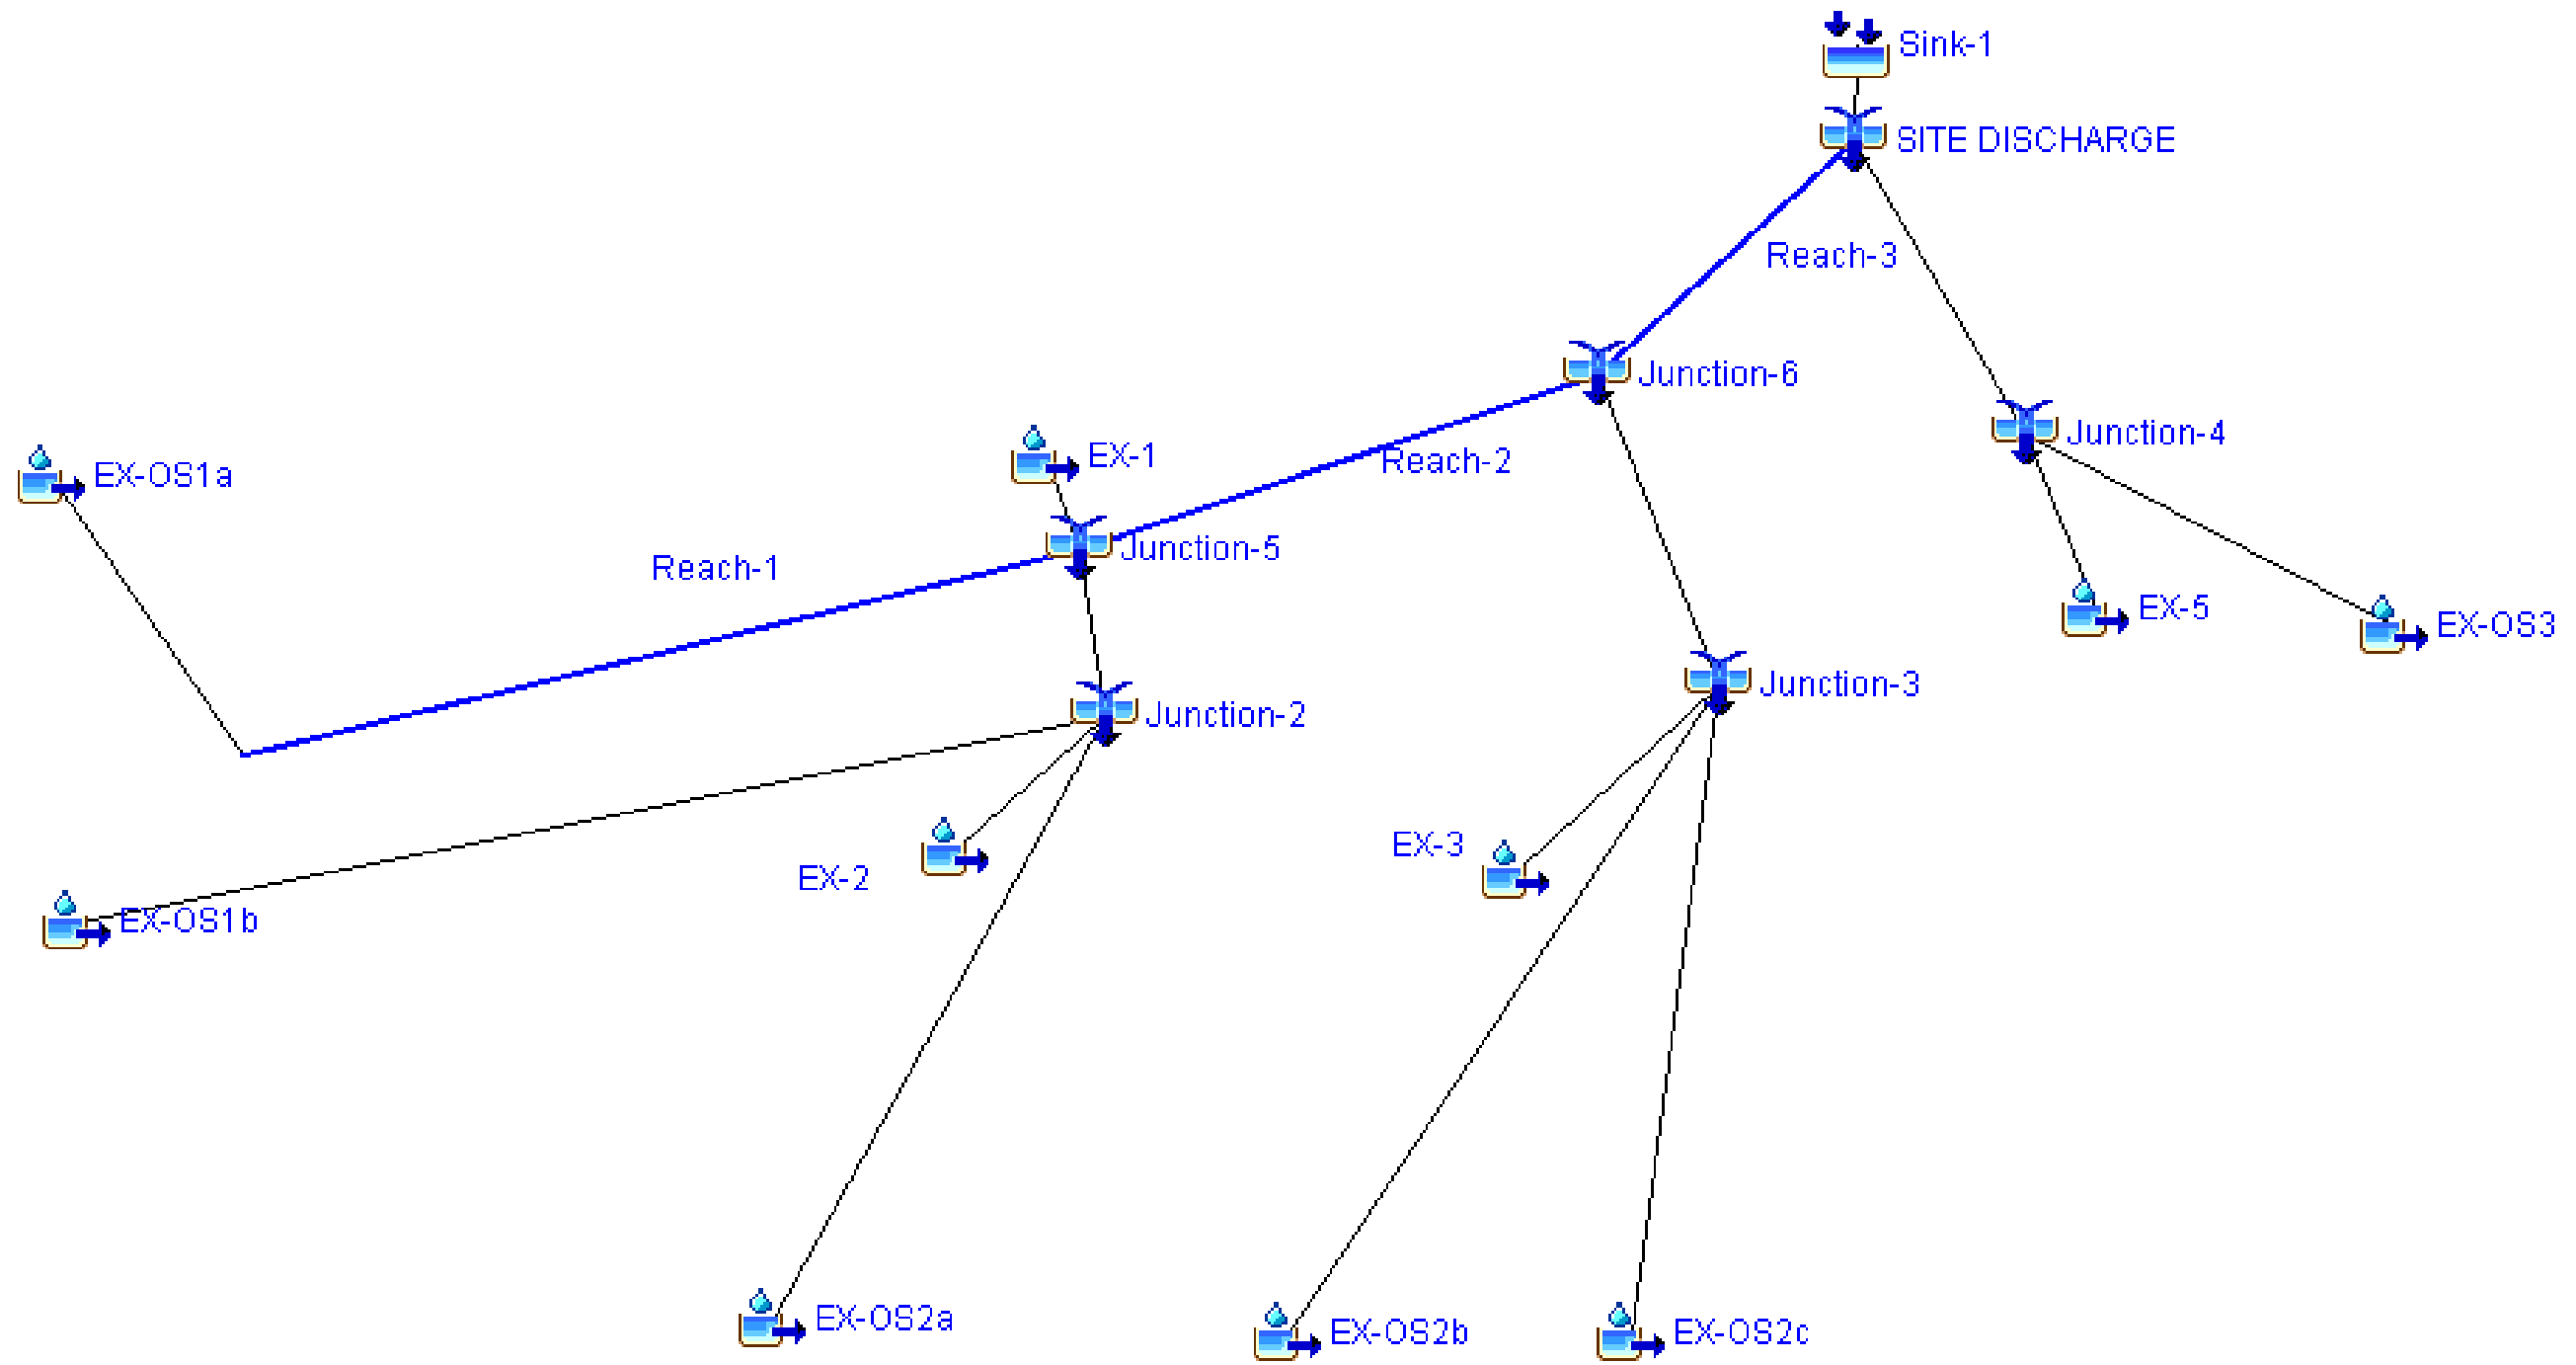 Sink-1
SITE DISCHARGE
Reach-3
Junction-6
Junction-4
EX-1
Reach-2
EX-OS1a
Junction-5
Reach-1
EX-5
EX-OS3
Junction-3
Junction-2
EX-3
EX-2
EX-OS1b
EX-OS2a
EX-OS2b
EX-OS2c